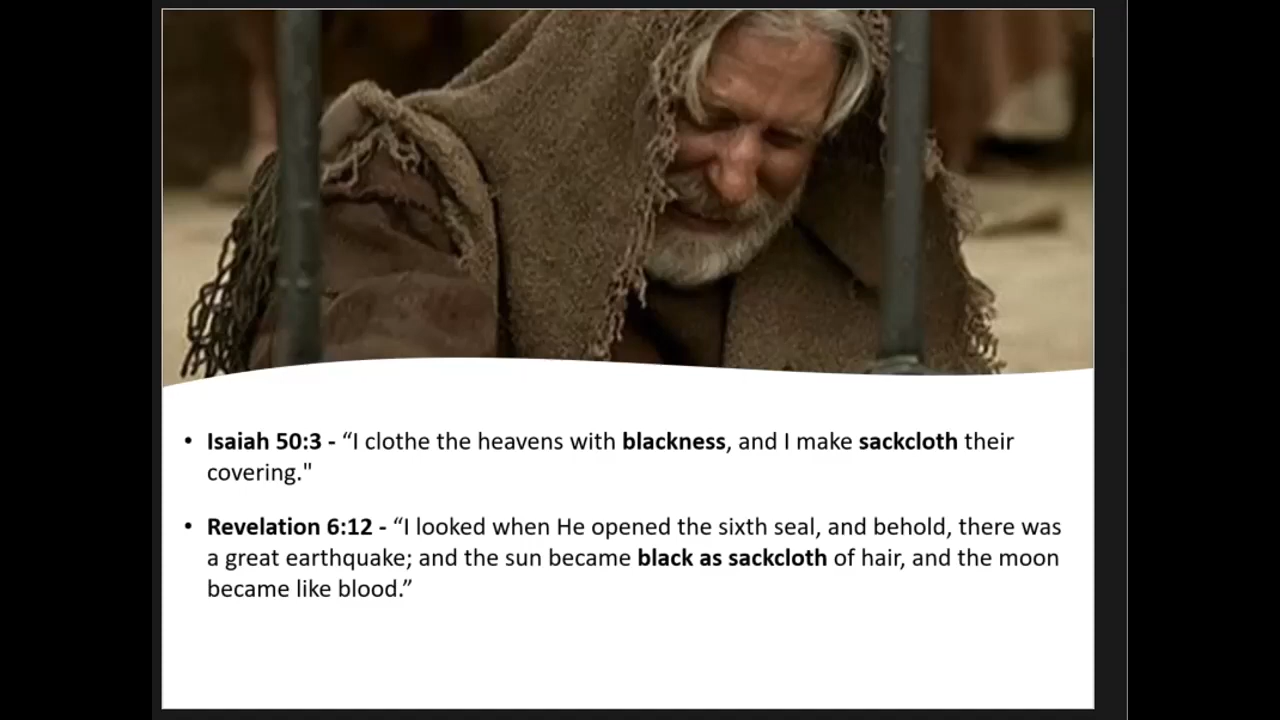 • Isaiah 50:3 - “I clothe the heavens with blackness, and I make sackcloth their
covering."
• Revelation 6:12 - “I looked when He opened the sixth seal, and behold, there was
a great earthquake; and the sun became black as sackcloth of hair, and the moon
became like blood.”